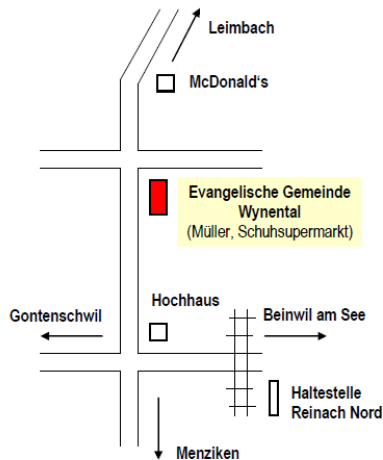 Leimbach
McDonald's
Evangelische Gemeinde
Wynental
(Müller, Schuhsupermarkt)
Hochhaus
Gontenschwil
Beinwil am See
Haltestelle
Reinach Nord
Menziken